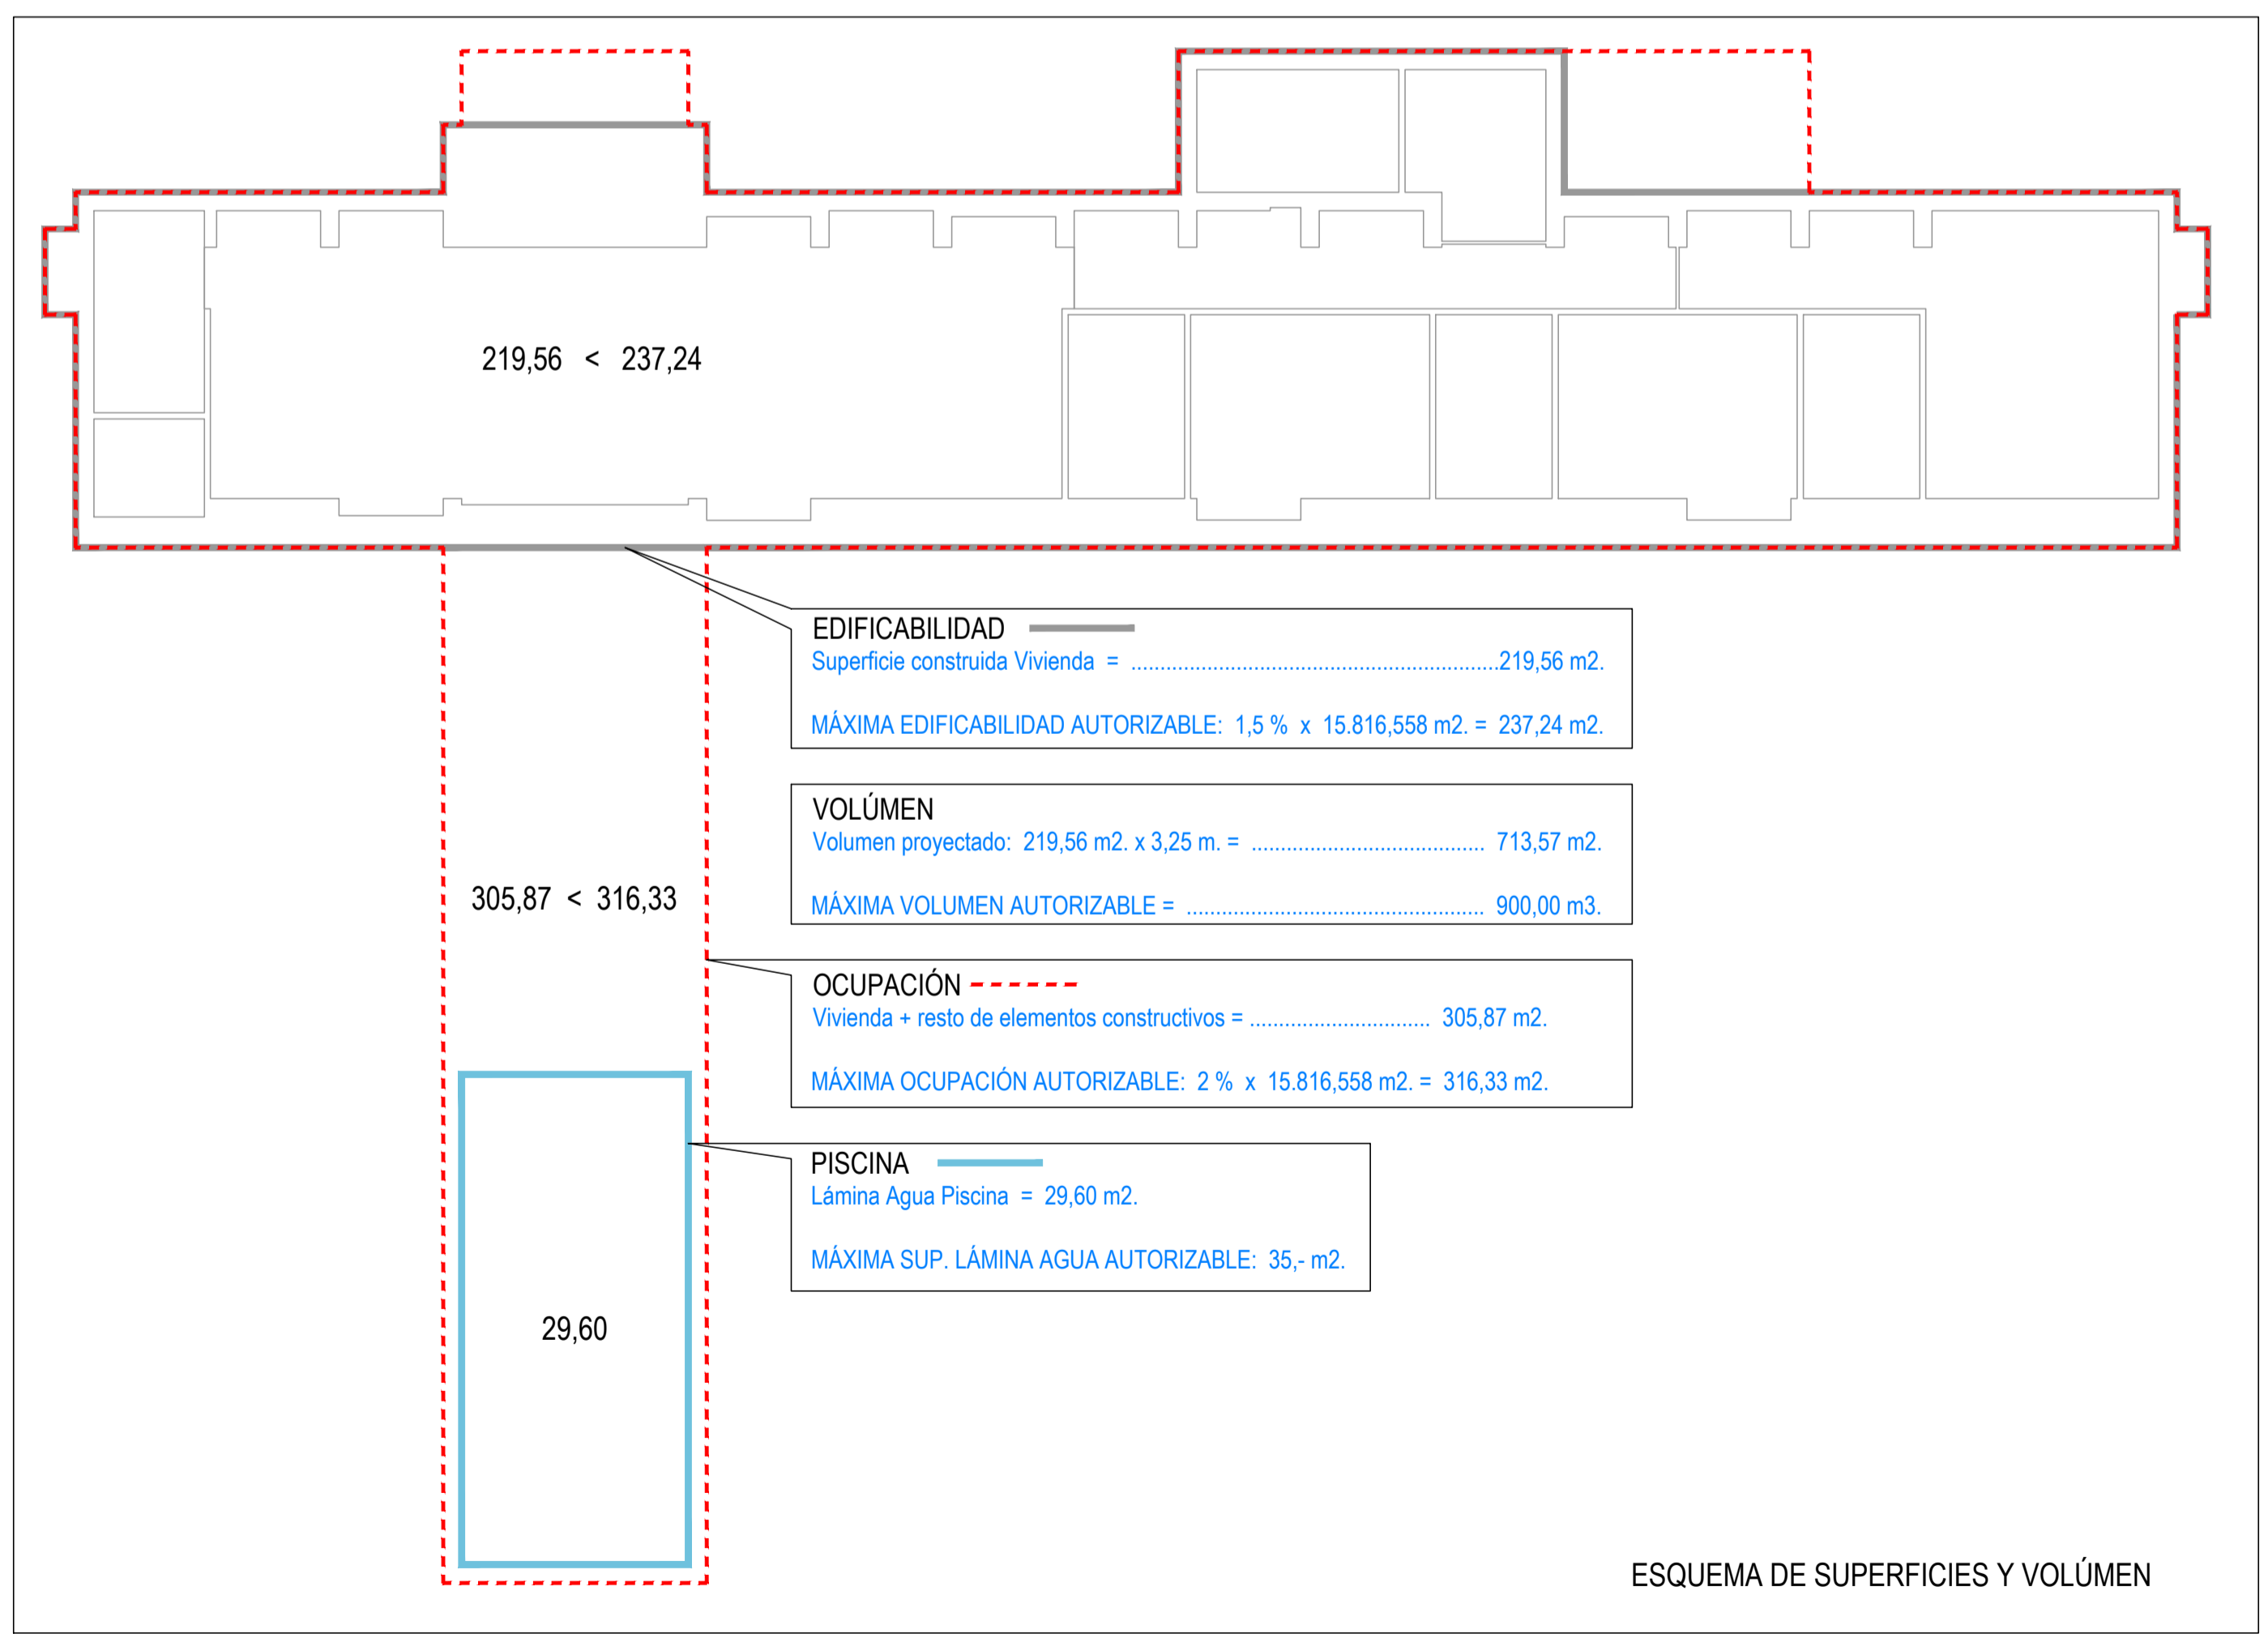 219,56 < 237,24
EDIFICABILIDAD
Superficie construida Vivienda = ...............................................................219,56 m2.
MÁXIMA EDIFICABILIDAD AUTORIZABLE: 1,5 % x 15.816,558 m2. = 237,24 m2.
VOLÚMEN
Volumen proyectado: 219,56 m2. x 3,25 m. = ........................................ 713,57 m2.
MÁXIMA VOLUMEN AUTORIZABLE = ................................................... 900,00 m3.
305,87 < 316,33
OCUPACIÓN
Vivienda + resto de elementos constructivos = ............................... 305,87 m2.
MÁXIMA OCUPACIÓN AUTORIZABLE: 2 % x 15.816,558 m2. = 316,33 m2.
PISCINA
Lámina Agua Piscina = 29,60 m2.
MÁXIMA SUP. LÁMINA AGUA AUTORIZABLE: 35,- m2.
29,60
ESQUEMA DE SUPERFICIES Y VOLÚMEN